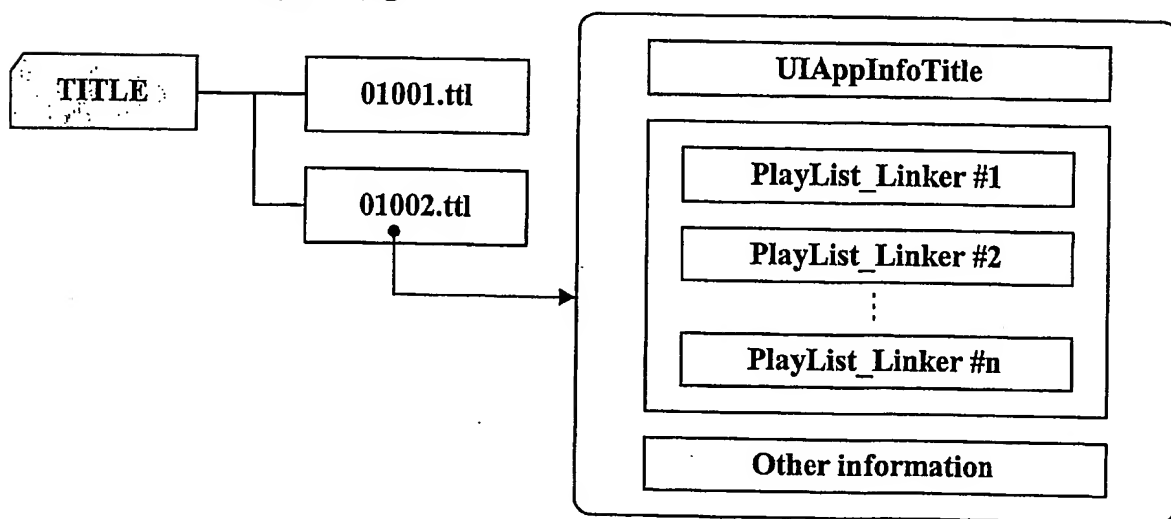 TITLE
01001.ttl
01002.ttl
UIAppInfoTitle
PlayList_Linker #1
PlayList_Linker #2
PlayList_Linker #n
Other information